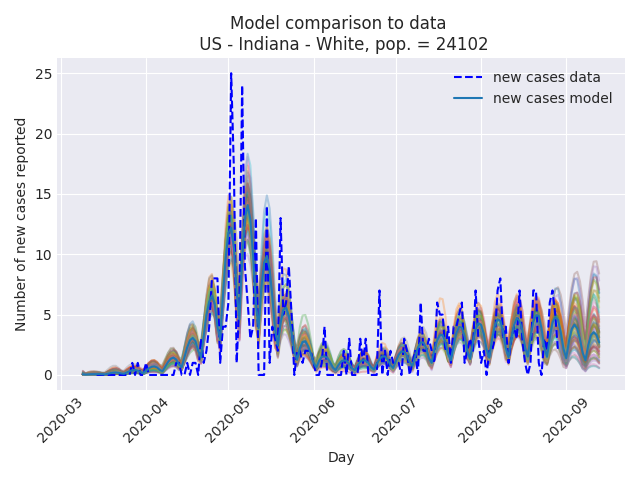 Model comparison to data
US - Indiana - White, pop. = 24102
new cases data
new cases model
Number of new cases reported
25
20
15
10
5
0
2020-03
2020-04
2020-05
2020-06
2020-07
2020-08
2020-09
Day